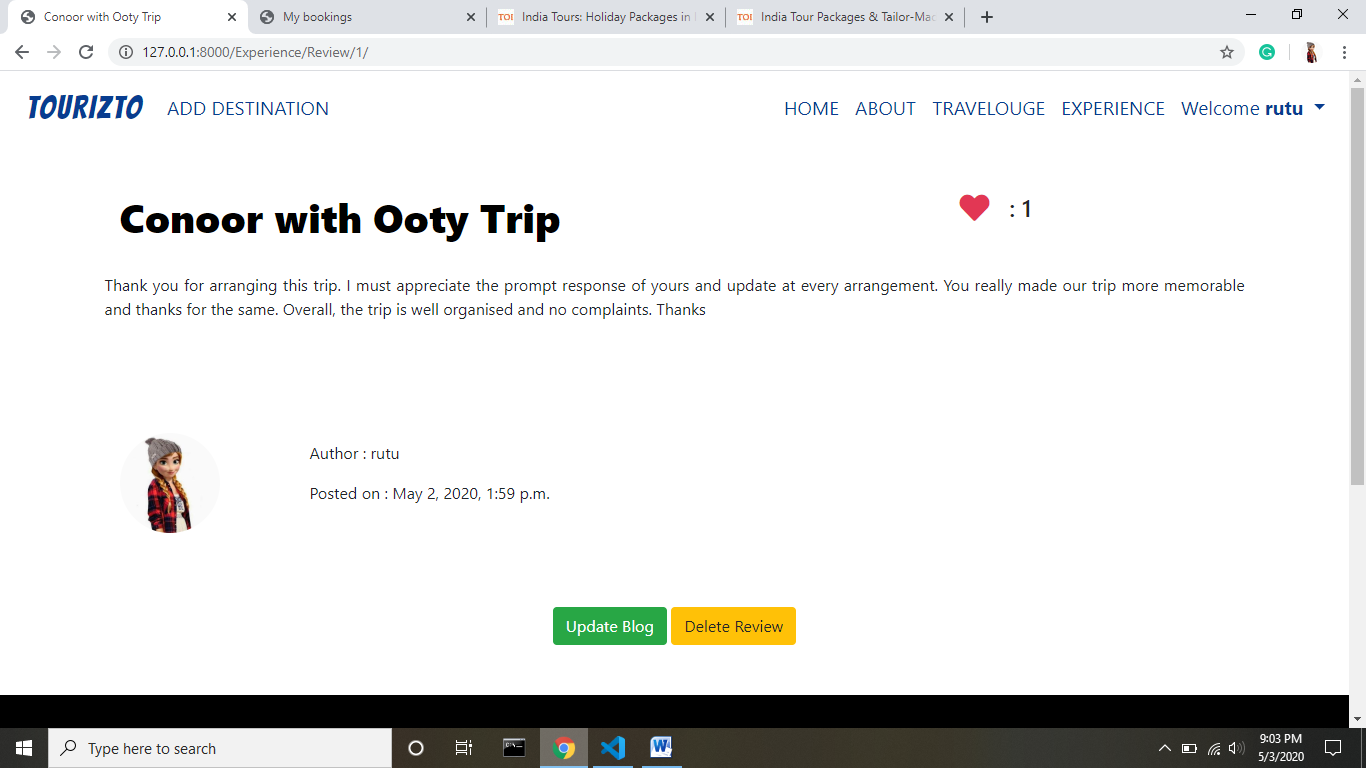 Conoor with Ooty Trip
My bookings
TOI India Tours: Holiday Packages in
TOI India Tour Packages & Tailor-Mad
127.0.0.1:8000/Experience/Review/1/
TOURIZTO ADD DESTINATION HOME ABOUT TRAVELOUGE EXPERIENCE Welcome rutu
Conoor with Ooty Trip : 1
Thank you for arranging this trip. I must appreciate the prompt response of yours and update at every arrangement. You really made our trip more memorable
and thanks for the same. Overall, the trip is well organised and no complaints. Thanks
Author : rutu
Posted on : May 2, 2020, 1:59 p.m.
Update Blog Delete Review
Type here to search
9:03 PM
5/3/2020